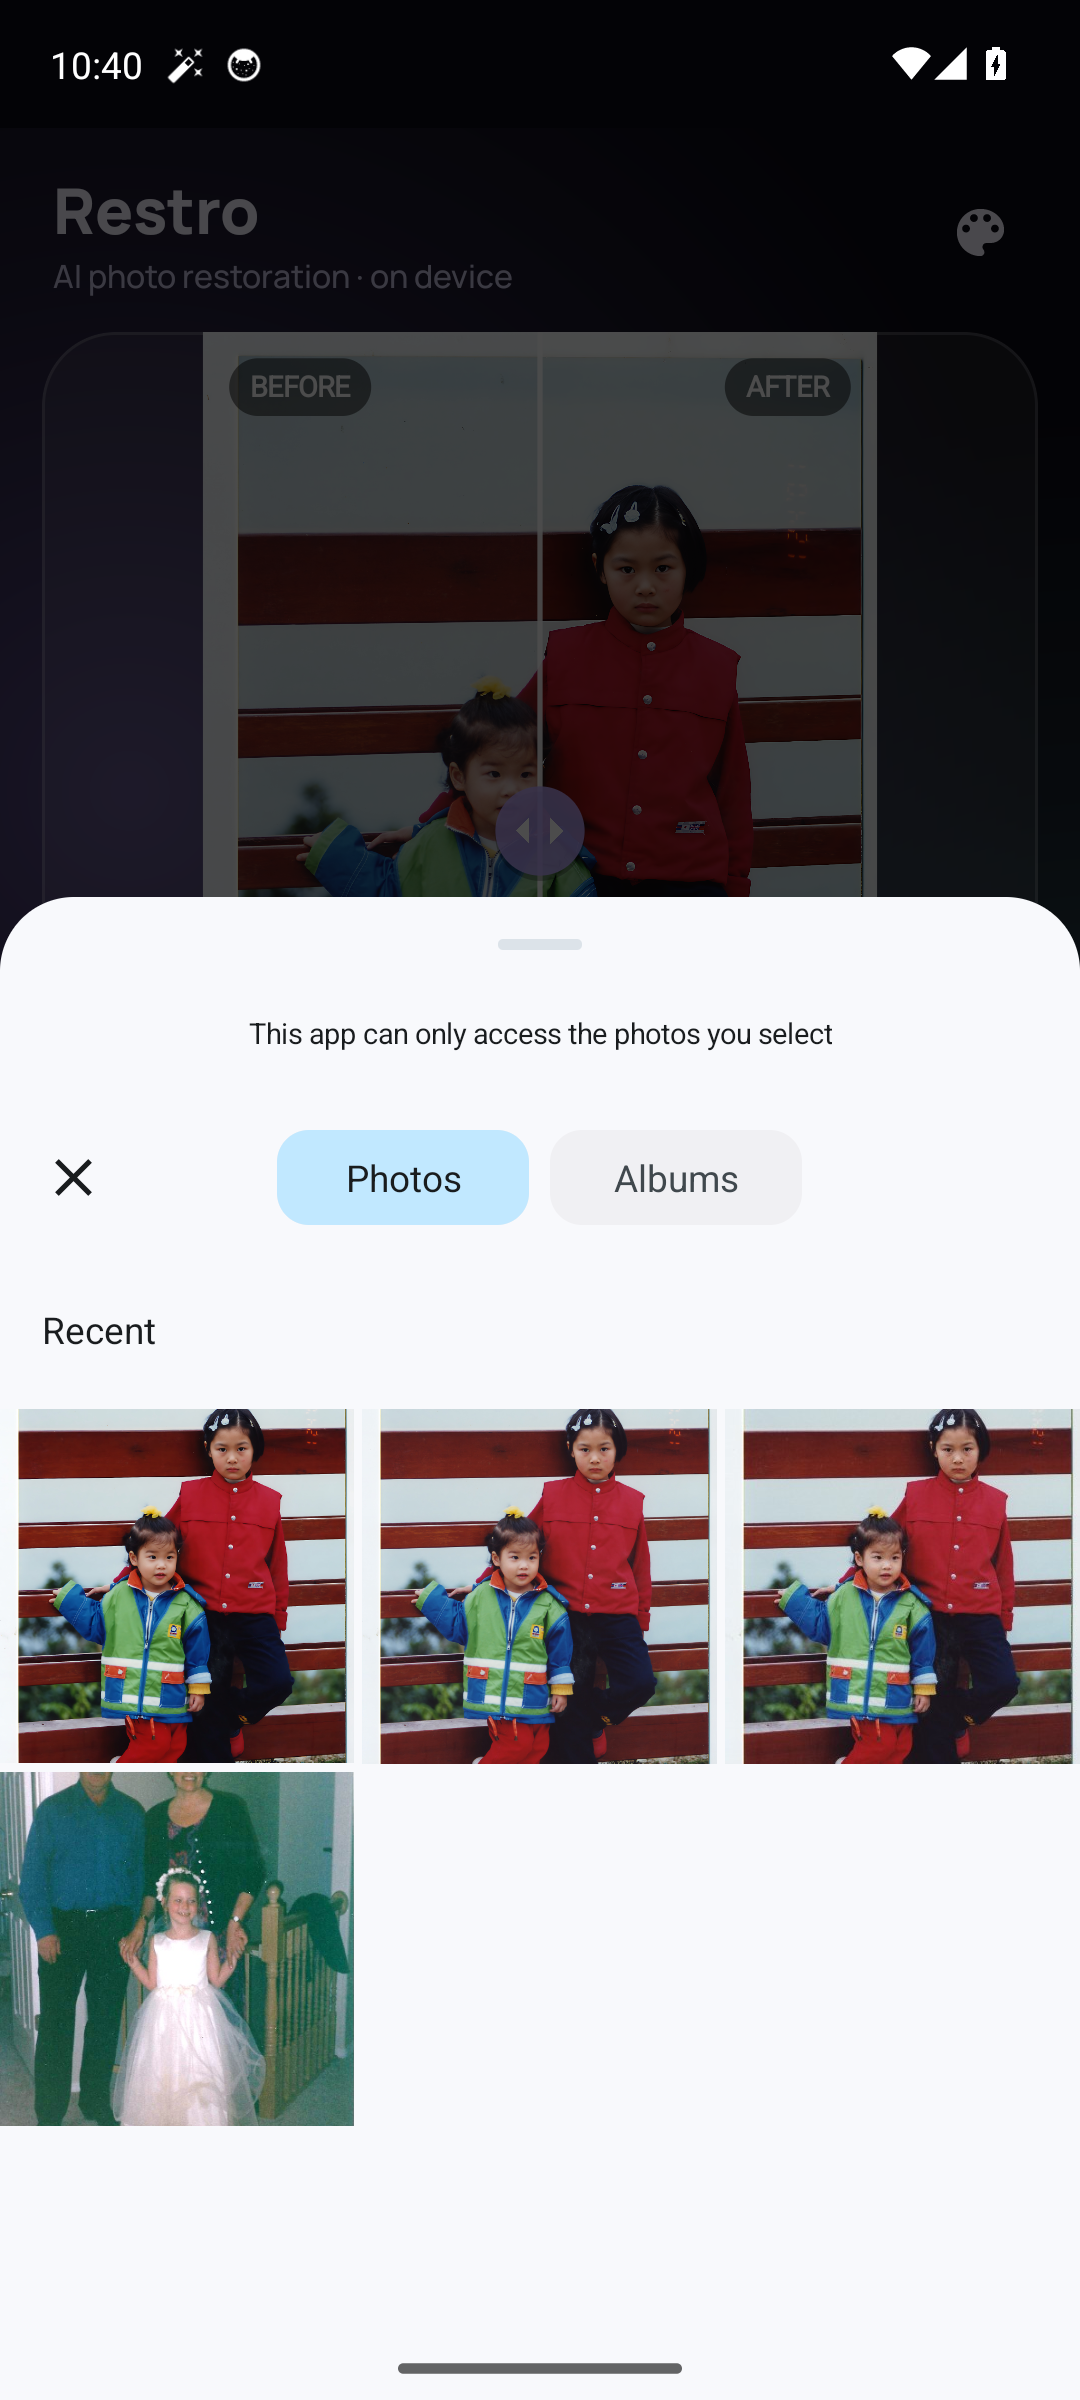 10:40
Restro
AI photo restoration · on device
BEFORE
AFTER
This app can only access the photos you select
Photos
Albums
Recent